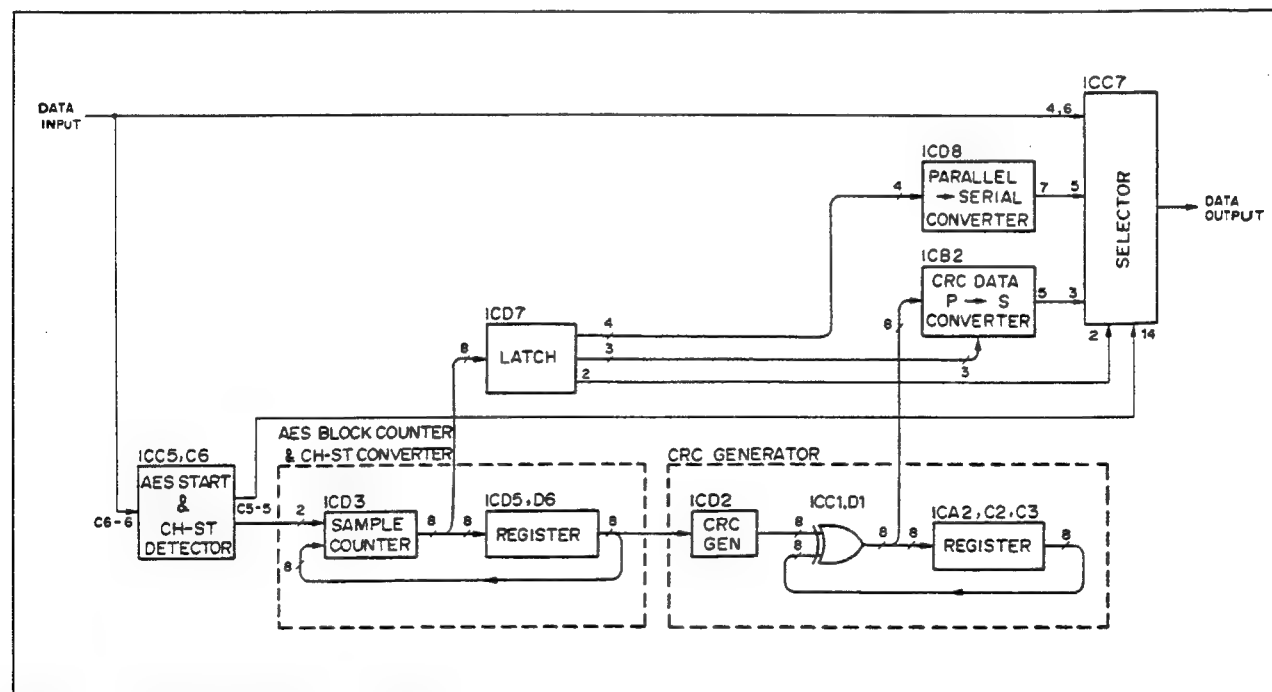 ICC7
DATA
INPUT
4,6
ICD8
PARALLEL
→ SERIAL
CONVERTER
4
7
5
SELECTOR
DATA
OUTPUT
ICB2
CRC DATA
P → S
CONVERTER
5
3
8
ICD7
LATCH
8
4
3
2
3
2
14
AES BLOCK COUNTER
& CH-ST CONVERTER
CRC GENERATOR
ICC5,C6
AES START
&
CH-ST
DETECTOR
C6-6
C5-5
2
ICD3
SAMPLE
COUNTER
8
8
8
ICD5,D6
REGISTER
8
ICD2
CRC
GEN
8
8
ICC1,D1
8
8
ICA2,C2,C3
REGISTER
8